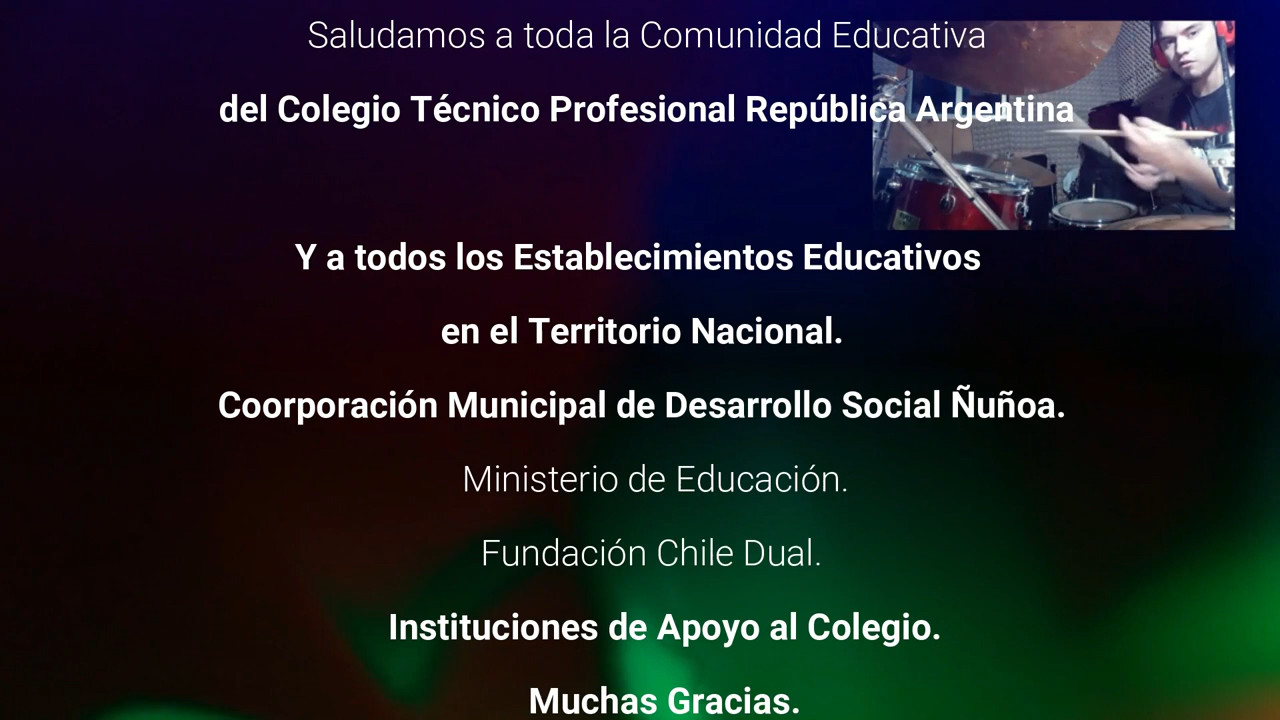 Saludamos a toda la Comunidad Educativa
del Colegio Técnico Profesional República Argentina
Y a todos los Establecimientos Educativos
en el Territorio Nacional.
Coorporación Municipal de Desarrollo Social Ñuñoa.
Ministerio de Educación.
Fundación Chile Dual.
Instituciones de Apoyo al Colegio.
Muchas Gracias.